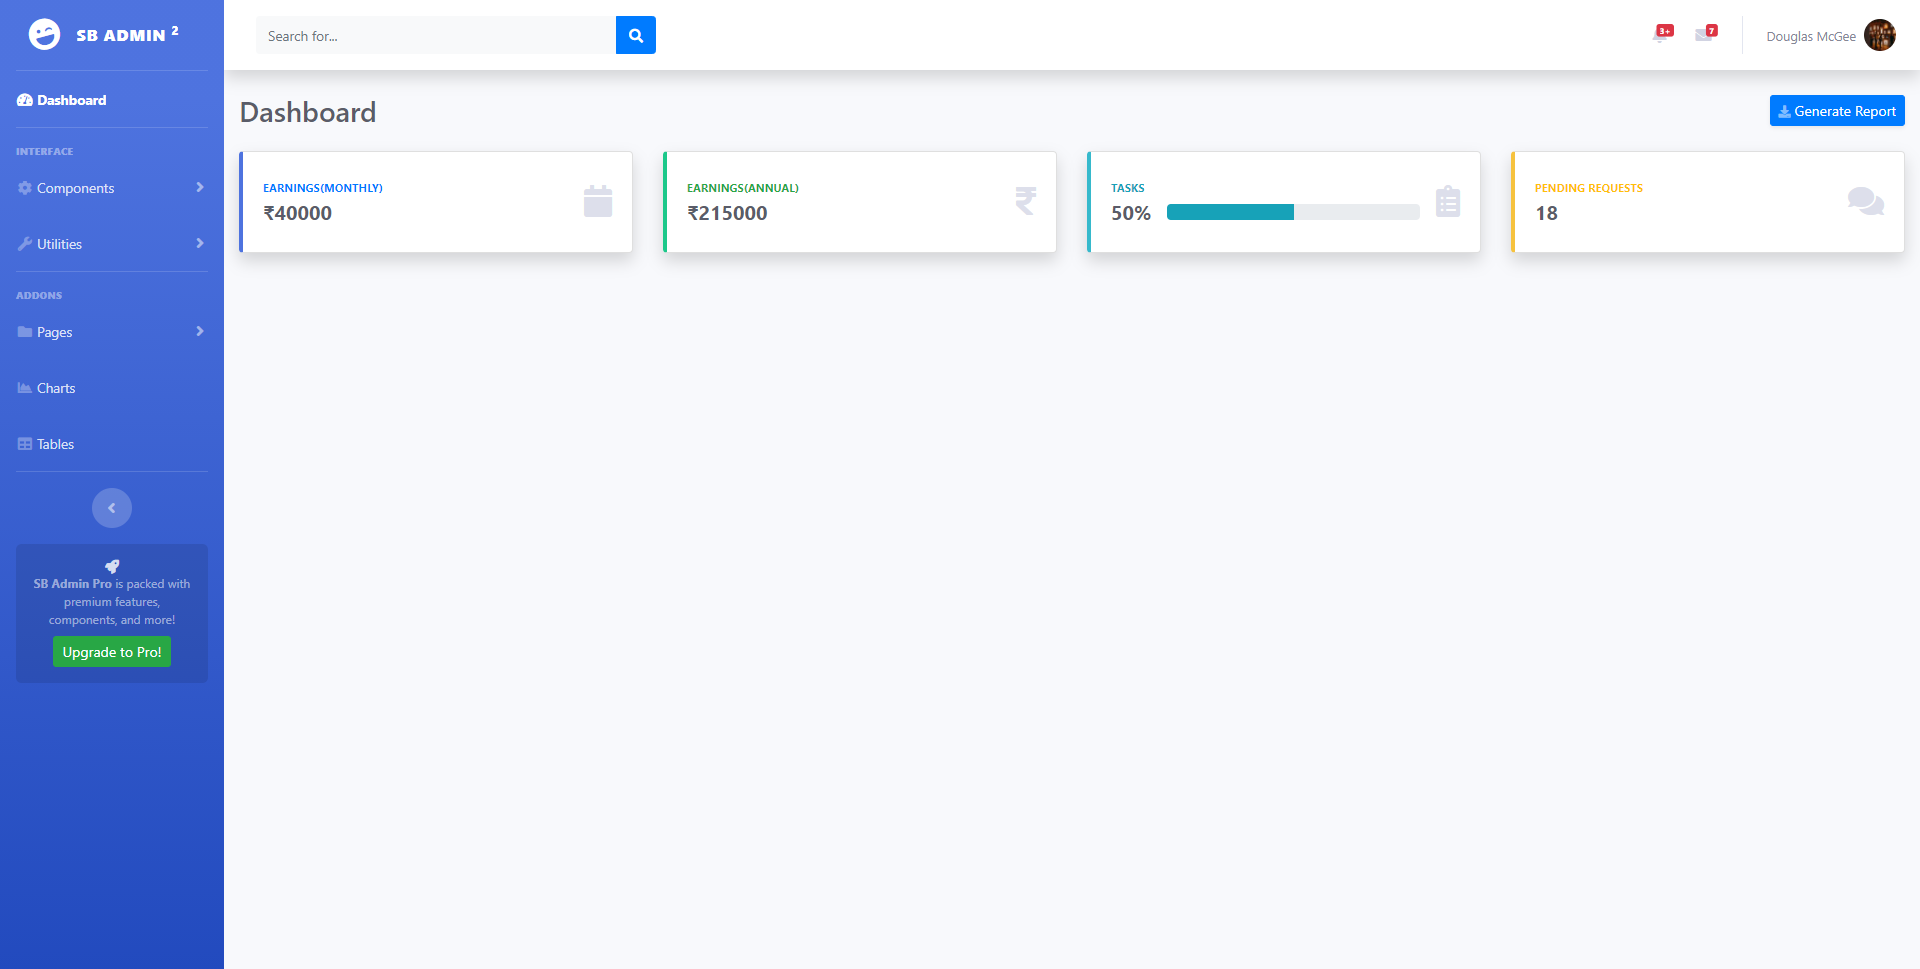 SB ADMIN 2
Search for...
3+
7
Douglas McGee
Dashboard
INTERFACE
Components
Utilities
ADDONS
Pages
Charts
Tables
SB Admin Pro is packed with
premium features,
components, and more!
Upgrade to Pro!
Dashboard
Generate Report
EARNINGS(MONTHLY)
₹40000
EARNINGS(ANNUAL)
₹215000
TASKS
50%
PENDING REQUESTS
18